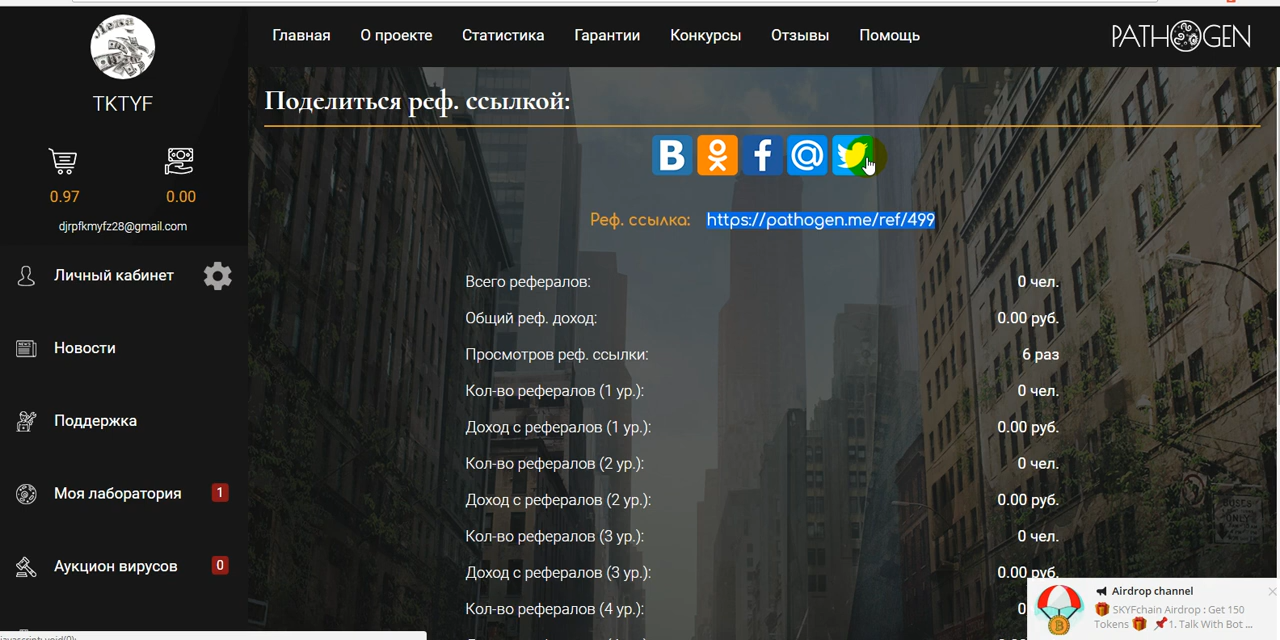 Главная О проекте Статистика Гарантии Конкурсы Отзывы Помощь
PATHOGEN
TKTYF
0.97 0.00
djrpfkmyfz28@gmail.com
Личный кабинет
Новости
Поддержка
Моя лаборатория 1
Аукцион вирусов 0
Поделиться реф. ссылкой:
Реф. ссылка: https://pathogen.me/ref/499
Всего рефералов: 0 чел.
Общий реф. доход: 0.00 руб.
Просмотров реф. ссылки: 6 раз
Кол-во рефералов (1 ур.): 0 чел.
Доход с рефералов (1 ур.): 0.00 руб.
Кол-во рефералов (2 ур.): 0 чел.
Доход с рефералов (2 ур.): 0.00 руб.
Кол-во рефералов (3 ур.): 0 чел.
Доход с рефералов (3 ур.): 0.00 руб.
Кол-во рефералов (4 ур.): 0
Airdrop channel
SKYFchain Airdrop : Get 150
Tokens 1. Talk With Bot ...